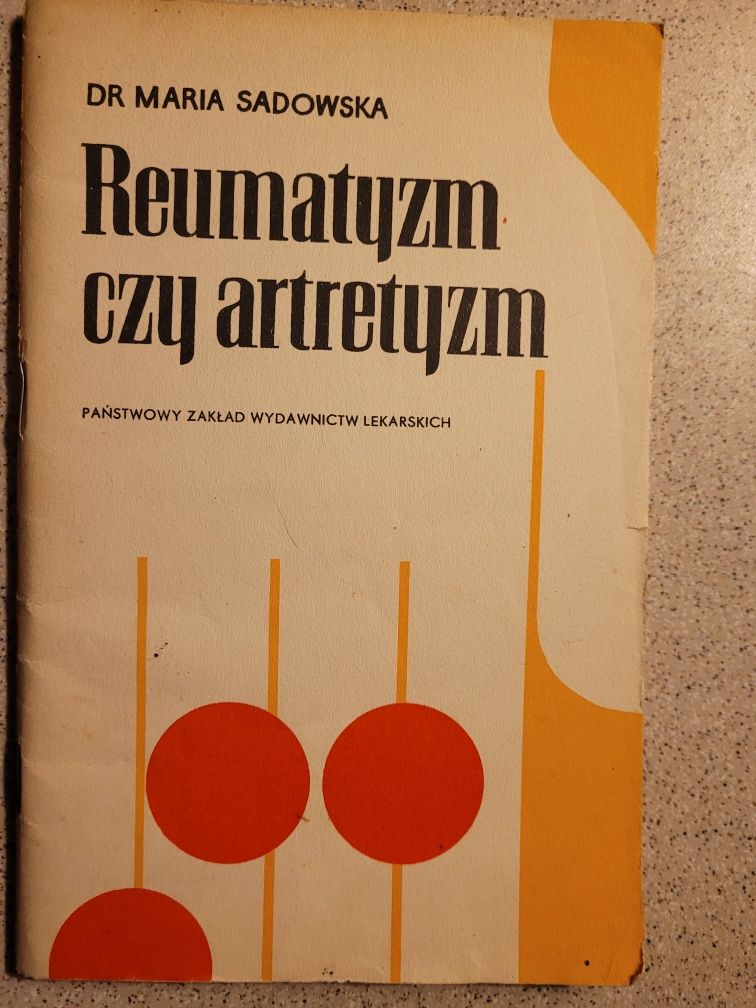 DR MARIA SADOWSKA
Reumatyzm
czy artretyzm
PAŃSTWOWY ZAKŁAD WYDAWNICTW LEKARSKICH